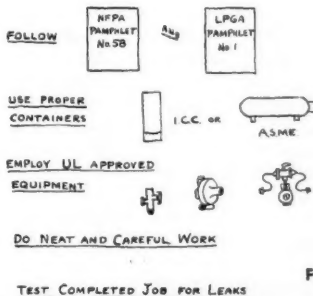 FOLLOW
NFPA
PAMPHLET
No. 58
AND
LPGA
PAMPHLET
No. 1
USE PROPER
CONTAINERS
I.C.C. OR
A.S.M.E.
EMPLOY UL APPROVED
EQUIPMENT
DO NEAT AND CAREFUL WORK
TEST COMPLETED JOB FOR LEAKS
F